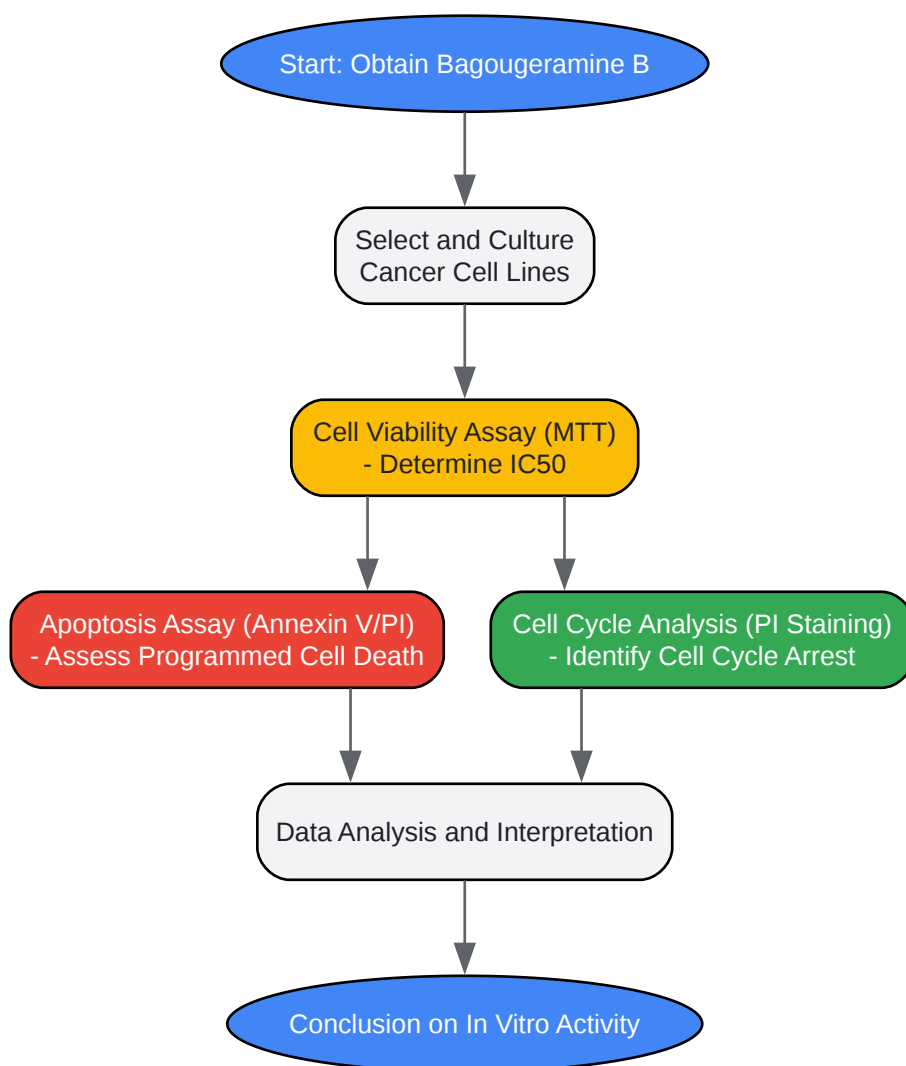 Start: Obtain Bagougeramine B
Select and Culture
Cancer Cell Lines
Cell Viability Assay (MTT)
- Determine IC50
Apoptosis Assay (Annexin V/PI)
- Assess Programmed Cell Death
Cell Cycle Analysis (PI Staining)
- Identify Cell Cycle Arrest
Data Analysis and Interpretation
Conclusion on In Vitro Activity